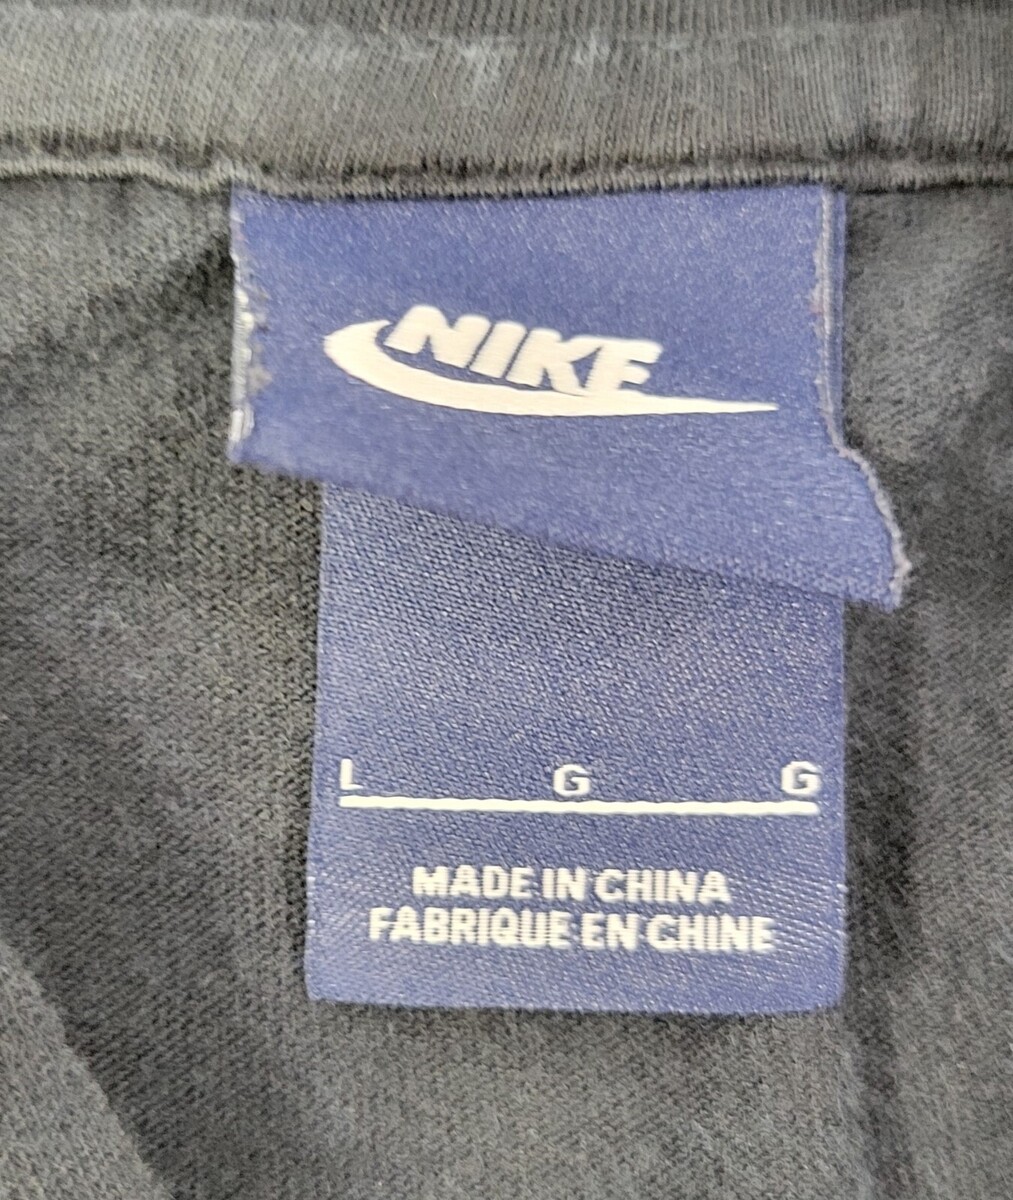 NIKE
L G G
MADE IN CHINA
FABRIQUE EN CHINE